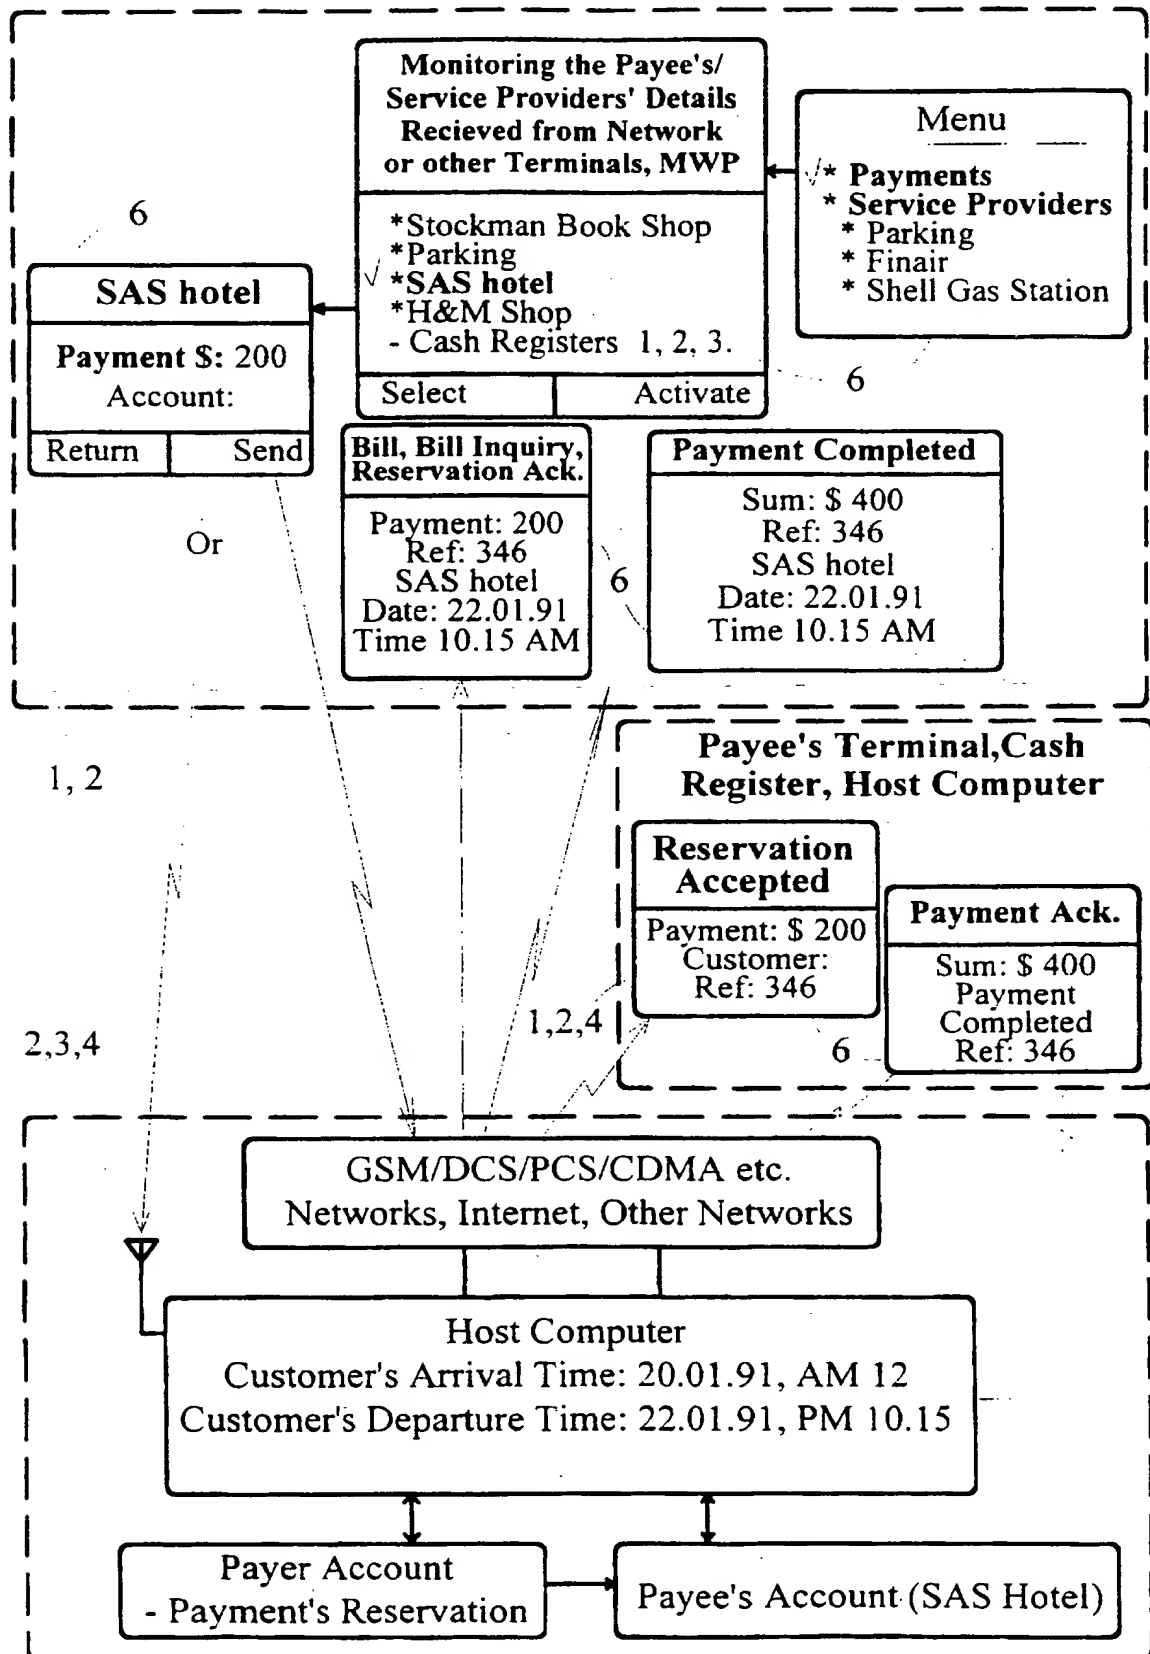 Monitoring the Payee's/
Service Providers' Details
Recieved from Network
or other Terminals, MWP
*Stockman Book Shop
*Parking
*SAS hotel
*H&M Shop
- Cash Registers 1, 2, 3.
Select Activate
Menu
* Payments
* Service Providers
* Parking
* Finair
* Shell Gas Station
6
6
SAS hotel
Payment $: 200
Account:
Return Send
Or
Bill, Bill Inquiry,
Reservation Ack.
Payment: 200
Ref: 346
SAS hotel
Date: 22.01.91
Time 10.15 AM
6
Payment Completed
Sum: $ 400
Ref: 346
SAS hotel
Date: 22.01.91
Time 10.15 AM
1, 2
Payee's Terminal,Cash
Register, Host Computer
Reservation
Accepted
Payment: $ 200
Customer:
Ref: 346
Payment Ack.
Sum: $ 400
Payment
Completed
Ref: 346
1,2,4
6
2,3,4
GSM/DCS/PCS/CDMA etc.
Networks, Internet, Other Networks
Host Computer
Customer's Arrival Time: 20.01.91, AM 12
Customer's Departure Time: 22.01.91, PM 10.15
Payer Account
- Payment's Reservation
Payee's Account (SAS Hotel)